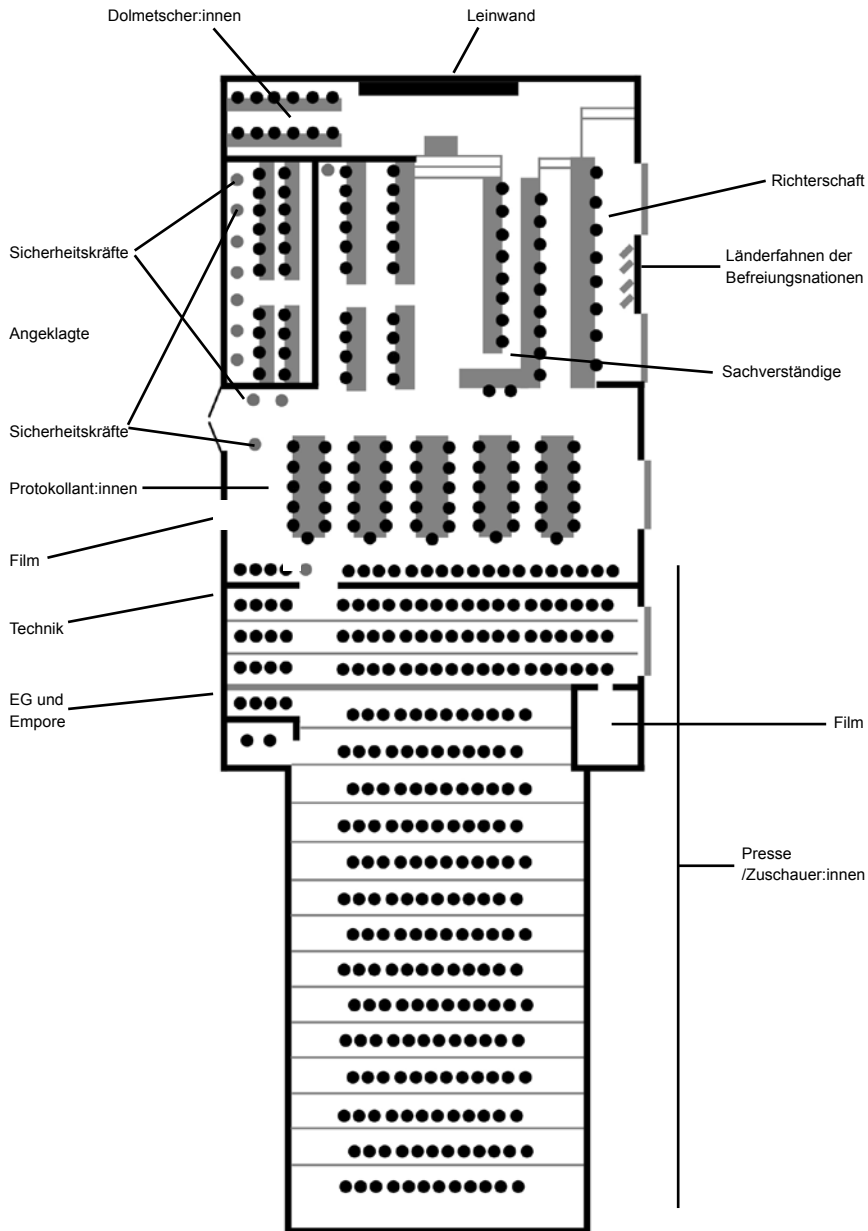 Dolmetscher:innen
Leinwand
Richterschaft
Sicherheitskräfte
Länderfahnen der
Befreiungsnationen
Angeklagte
Sachverständige
Sicherheitskräfte
Protokollant:innen
Film
Technik
EG und
Empore
Film
Presse
/Zuschauer:innen